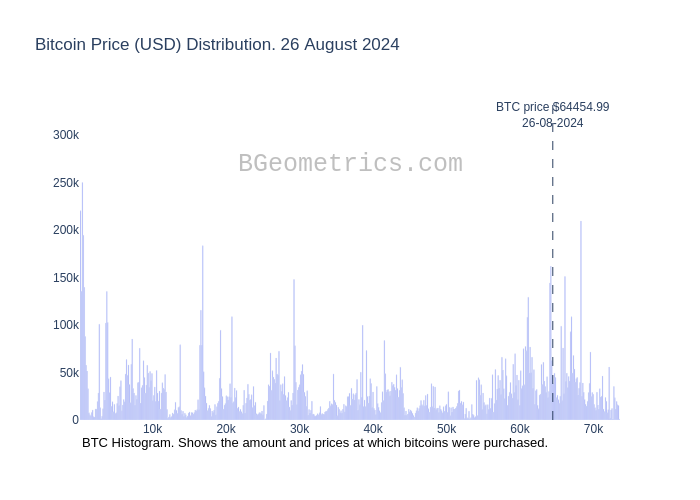 Bitcoin Price (USD) Distribution. 26 August 2024
BTC price $64454.99
26-08-2024
BGeometrics.com
300k
250k
200k
150k
100k
50k
0
10k 20k 30k 40k 50k 60k 70k
BTC Histogram. Shows the amount and prices at which bitcoins were purchased.